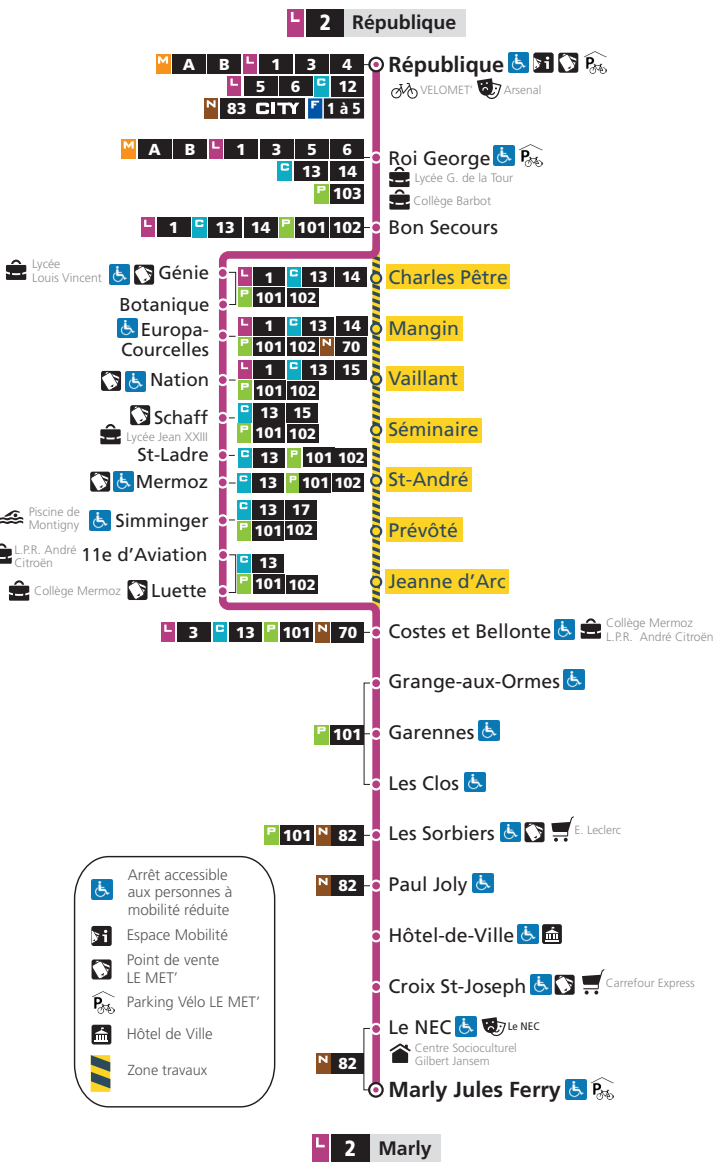 L 2 République
M A B L 1 3 4
L 5 6 C 12
N 83 CITY F 1 à 5
République
VELOMET' Arsenal
M A B L 1 3 5 6
C 13 14
P 103
Roi George
Lycée G. de la Tour
Collège Barbot
L 1 C 13 14 P 101 102
Bon Secours
Lycée
Louis Vincent
Génie
Botanique
L 1 C 13 14
P 101 102
Charles Pêtre
Europa-
Courcelles
L 1 C 13 14
P 101 102 N 70
Mangin
Nation
L 1 C 13 15
P 101 102
Vaillant
Schaff
Lycée Jean XXIII
C 13 15
P 101 102
Séminaire
St-Ladre
C 13 P 101 102
Mermoz
C 13 P 101 102
St-André
Piscine de
Montigny
Simminger
C 13 17
P 101 102
Prévôté
L.P.R. André
Citroën
11e d'Aviation
Collège Mermoz
Luette
C 13
P 101 102
Jeanne d'Arc
L 3 C 13 P 101 N 70
Costes et Bellonte
Collège Mermoz
L.P.R. André Citroën
Grange-aux-Ormes
P 101
Garennes
Les Clos
P 101 N 82
Les Sorbiers
E. Leclerc
N 82
Paul Joly
Hôtel-de-Ville
Croix St-Joseph
Carrefour Express
Le NEC
Le NEC
Centre Socioculturel
Gilbert Jansem
N 82
Marly Jules Ferry
Arrêt accessible
aux personnes à
mobilité réduite
i
Espace Mobilité
Point de vente
LE MET'
P
Parking Vélo LE MET'
Hôtel de Ville
Zone travaux
L 2 Marly